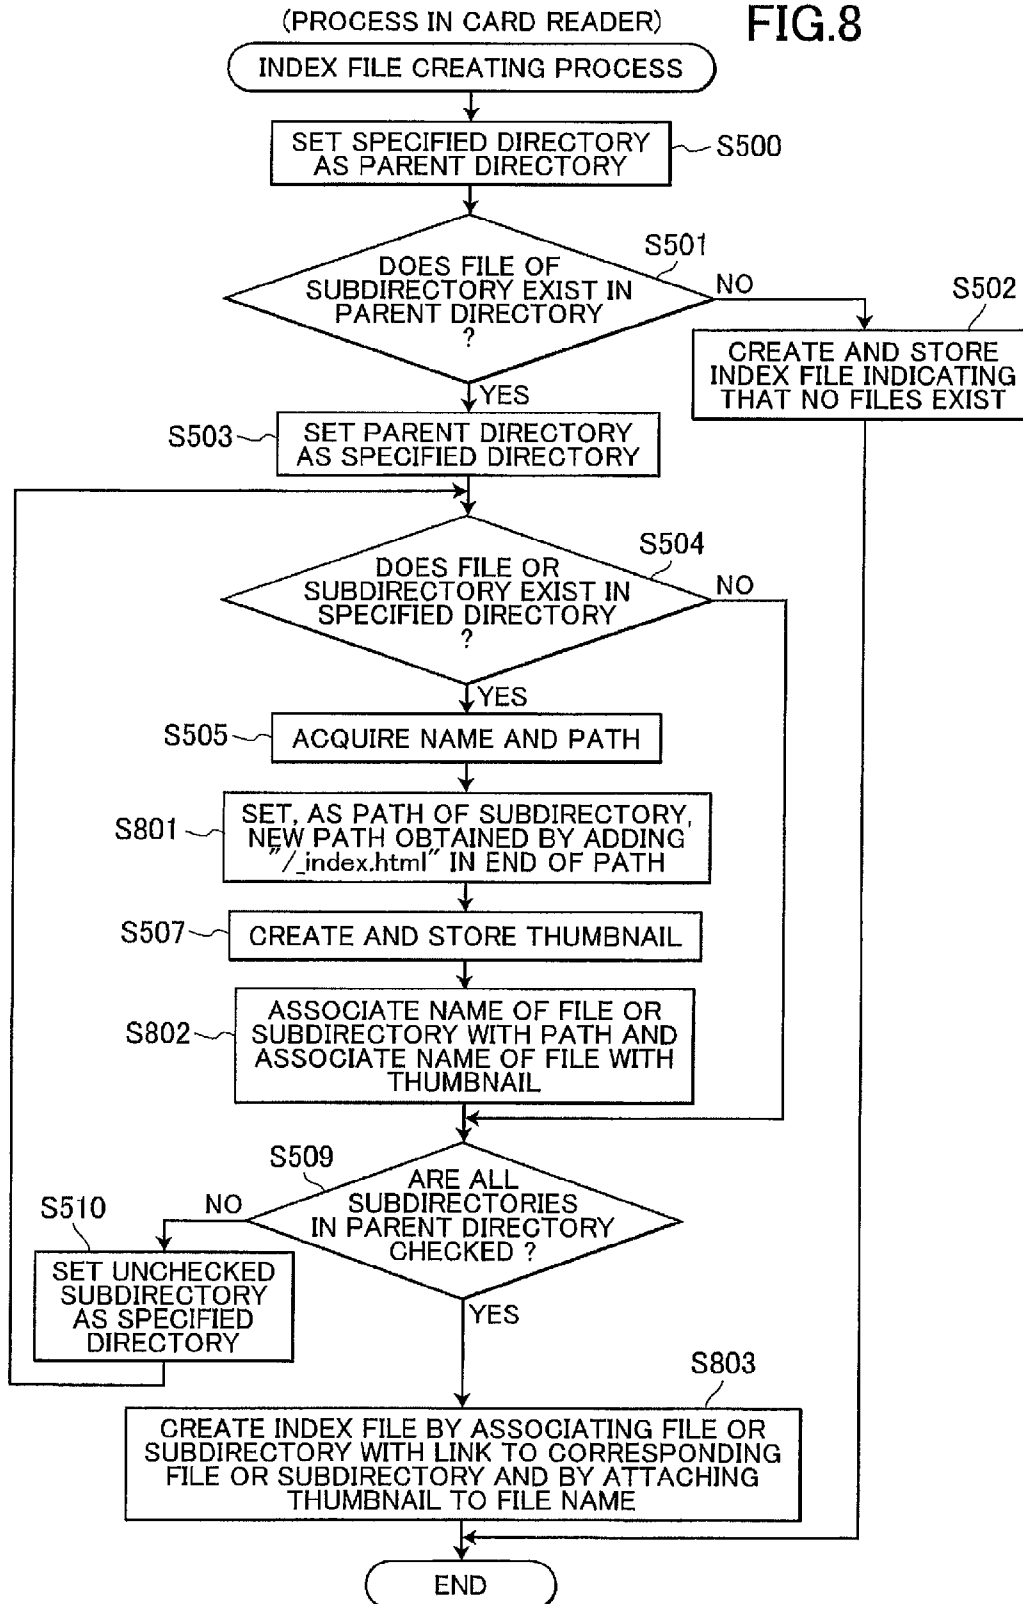 (PROCESS IN CARD READER)
FIG.8
INDEX FILE CREATING PROCESS
SET SPECIFIED DIRECTORY
AS PARENT DIRECTORY
S500
S501
DOES FILE OF
SUBDIRECTORY EXIST IN
PARENT DIRECTORY
?
NO
S502
CREATE AND STORE
INDEX FILE INDICATING
THAT NO FILES EXIST
YES
S503
SET PARENT DIRECTORY
AS SPECIFIED DIRECTORY
S504
DOES FILE OR
SUBDIRECTORY EXIST IN
SPECIFIED DIRECTORY
?
NO
YES
S505
ACQUIRE NAME AND PATH
S801
SET, AS PATH OF SUBDIRECTORY,
NEW PATH OBTAINED BY ADDING
"/_index.html" IN END OF PATH
S507
CREATE AND STORE THUMBNAIL
S802
ASSOCIATE NAME OF FILE OR
SUBDIRECTORY WITH PATH AND
ASSOCIATE NAME OF FILE WITH
THUMBNAIL
S509
ARE ALL
SUBDIRECTORIES
IN PARENT DIRECTORY
CHECKED ?
NO
S510
SET UNCHECKED
SUBDIRECTORY
AS SPECIFIED
DIRECTORY
YES
S803
CREATE INDEX FILE BY ASSOCIATING FILE OR
SUBDIRECTORY WITH LINK TO CORRESPONDING
FILE OR SUBDIRECTORY AND BY ATTACHING
THUMBNAIL TO FILE NAME
END